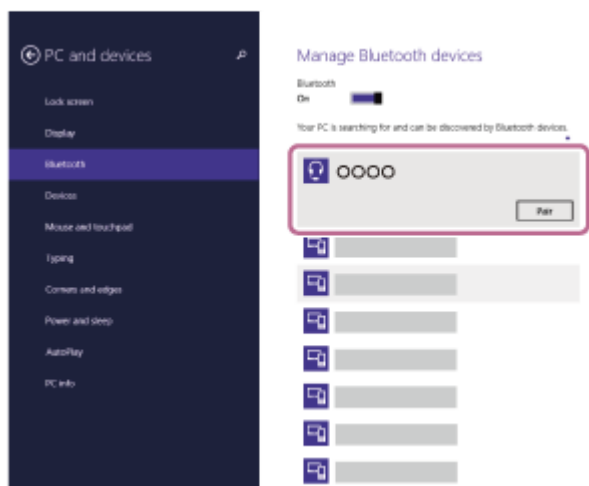 PC and devices
Lock screen
Display
Bluetooth
Devices
Mouse and touchpad
Typing
Corners and edges
Power and sleep
AutoPlay
PC info
Manage Bluetooth devices
Bluetooth
On
Your PC is searching for and can be discovered by Bluetooth devices.
OOOO
Pair